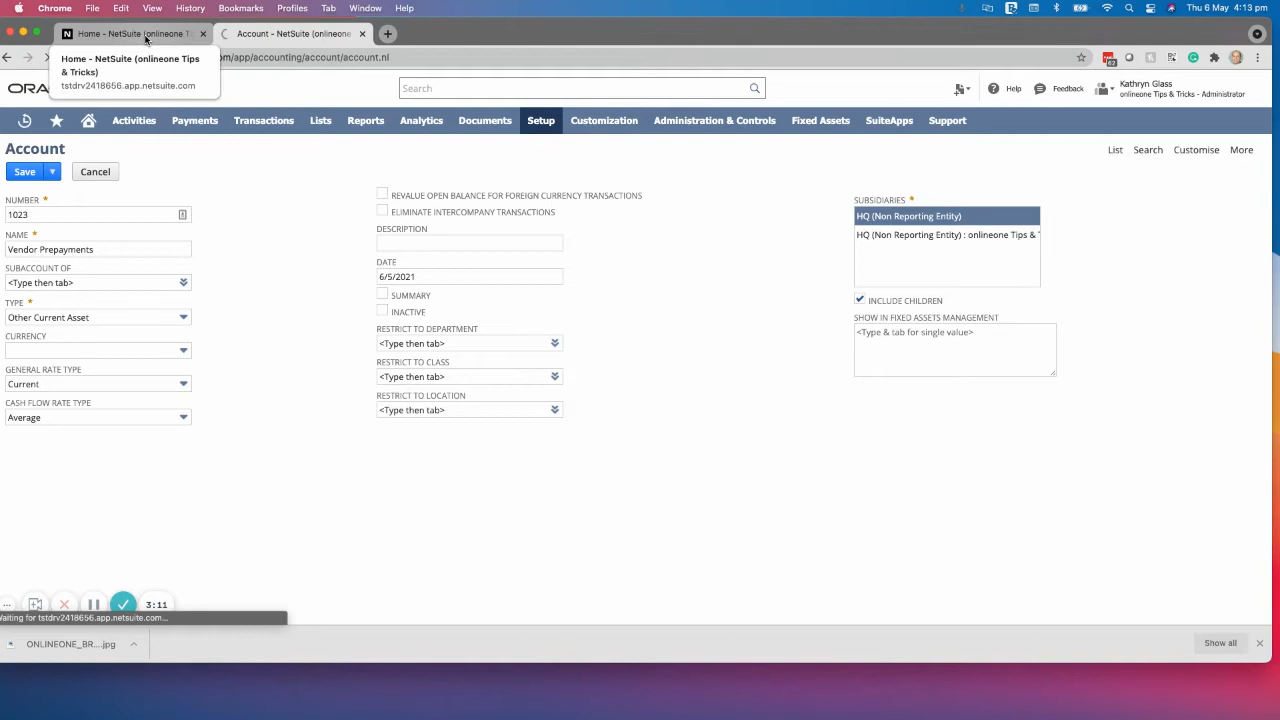 Chrome File Edit View History Bookmarks Profiles Tab Window Help
Thu 6 May 4:13 pm
Home - NetSuite (onlineone T
Account - NetSuite (onlineone
om/app/accounting/account/account.nl
62
Home - NetSuite (onlineone Tips
& Tricks)
tstdrv2418656.app.netsuite.com
ORA
Search
Help
Feedback
Kathryn Glass
onlineone Tips & Tricks - Administrator
Activities Payments Transactions Lists Reports Analytics Documents Setup Customization Administration & Controls Fixed Assets SuiteApps Support
Account
List Search Customise More
Save
Cancel
NUMBER *
1023
NAME *
Vendor Prepayments
SUBACCOUNT OF
<Type then tab>
TYPE *
Other Current Asset
CURRENCY
GENERAL RATE TYPE
Current
CASH FLOW RATE TYPE
Average
REVALUE OPEN BALANCE FOR FOREIGN CURRENCY TRANSACTIONS
ELIMINATE INTERCOMPANY TRANSACTIONS
DESCRIPTION
DATE
6/5/2021
SUMMARY
INACTIVE
RESTRICT TO DEPARTMENT
<Type then tab>
RESTRICT TO CLASS
<Type then tab>
RESTRICT TO LOCATION
<Type then tab>
SUBSIDIARIES *
HQ (Non Reporting Entity)
HQ (Non Reporting Entity) : onlineone Tips &
INCLUDE CHILDREN
SHOW IN FIXED ASSETS MANAGEMENT
<Type & tab for single value>
3:11
Waiting for tstdrv2418656.app.netsuite.com...
ONLINEONE_BR....jpg
Show all